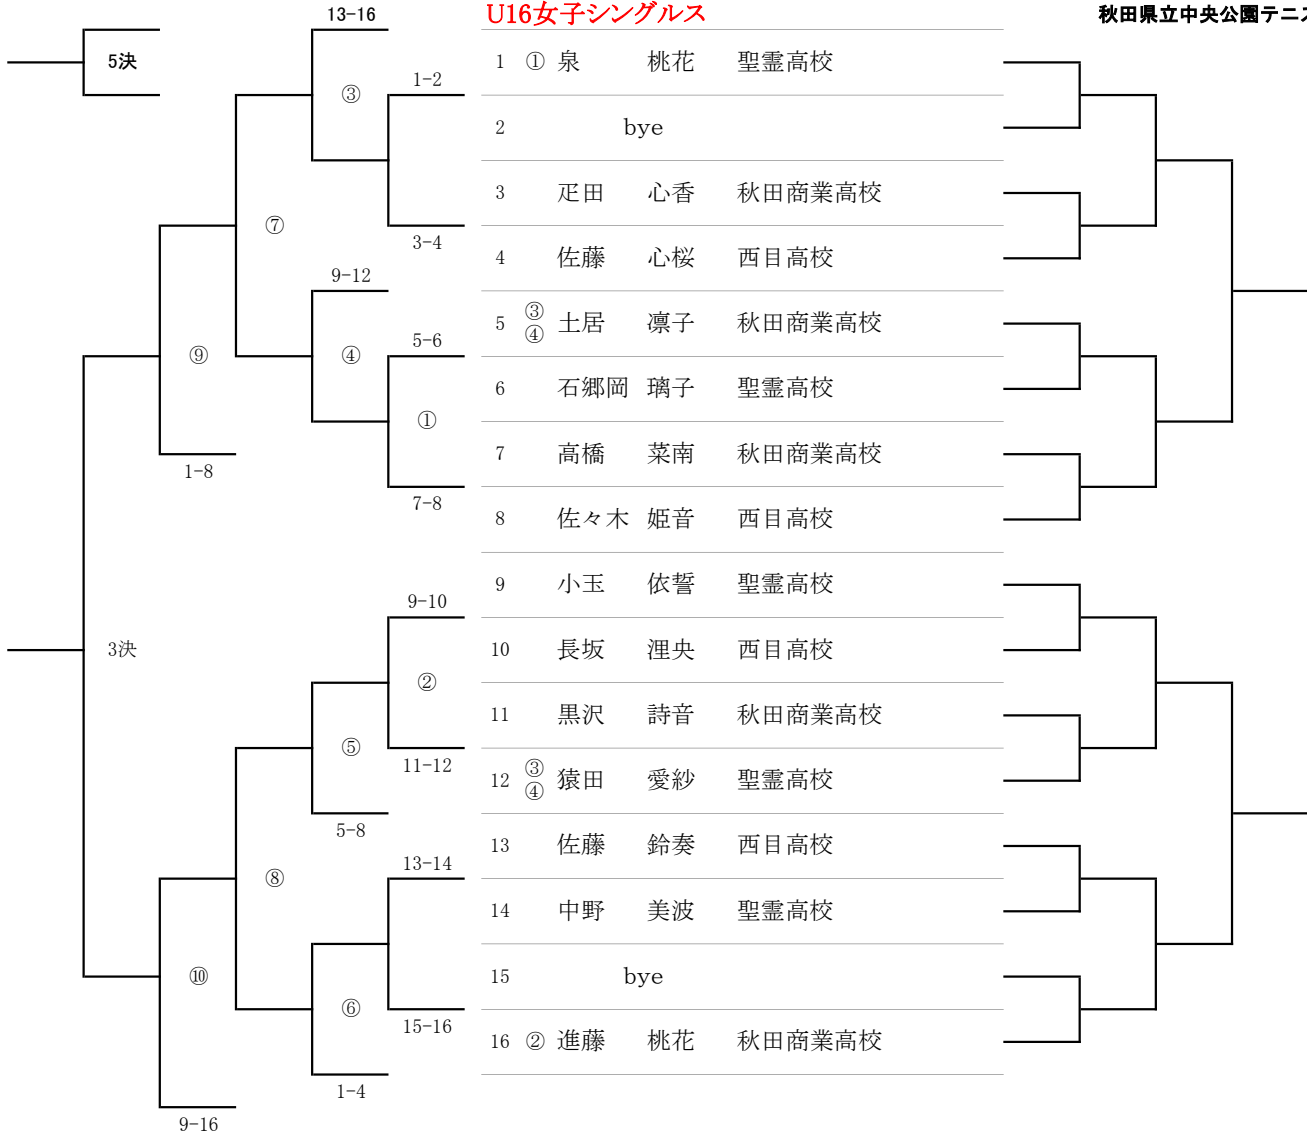 13-16 U16女子シングルス 秋田県立中央公園テニス
5決 1 ① 泉 桃花 聖霊高校
1-2
③
2 bye
3 疋田 心香 秋田商業高校
⑦
3-4
4 佐藤 心桜 西目高校
9-12
5 ③④ 土居 凛子 秋田商業高校
5-6
⑨ ④
6 石郷岡 璃子 聖霊高校
①
7 高橋 菜南 秋田商業高校
1-8
7-8
8 佐々木 姫音 西目高校
9 小玉 依誓 聖霊高校
9-10
3決 10 長坂 浬央 西目高校
②
11 黒沢 詩音 秋田商業高校
⑤
11-12
12 ③④ 猿田 愛紗 聖霊高校
5-8
13 佐藤 鈴奏 西目高校
13-14
⑧
14 中野 美波 聖霊高校
⑩ 15 bye
⑥
15-16
16 ② 進藤 桃花 秋田商業高校
1-4
9-16